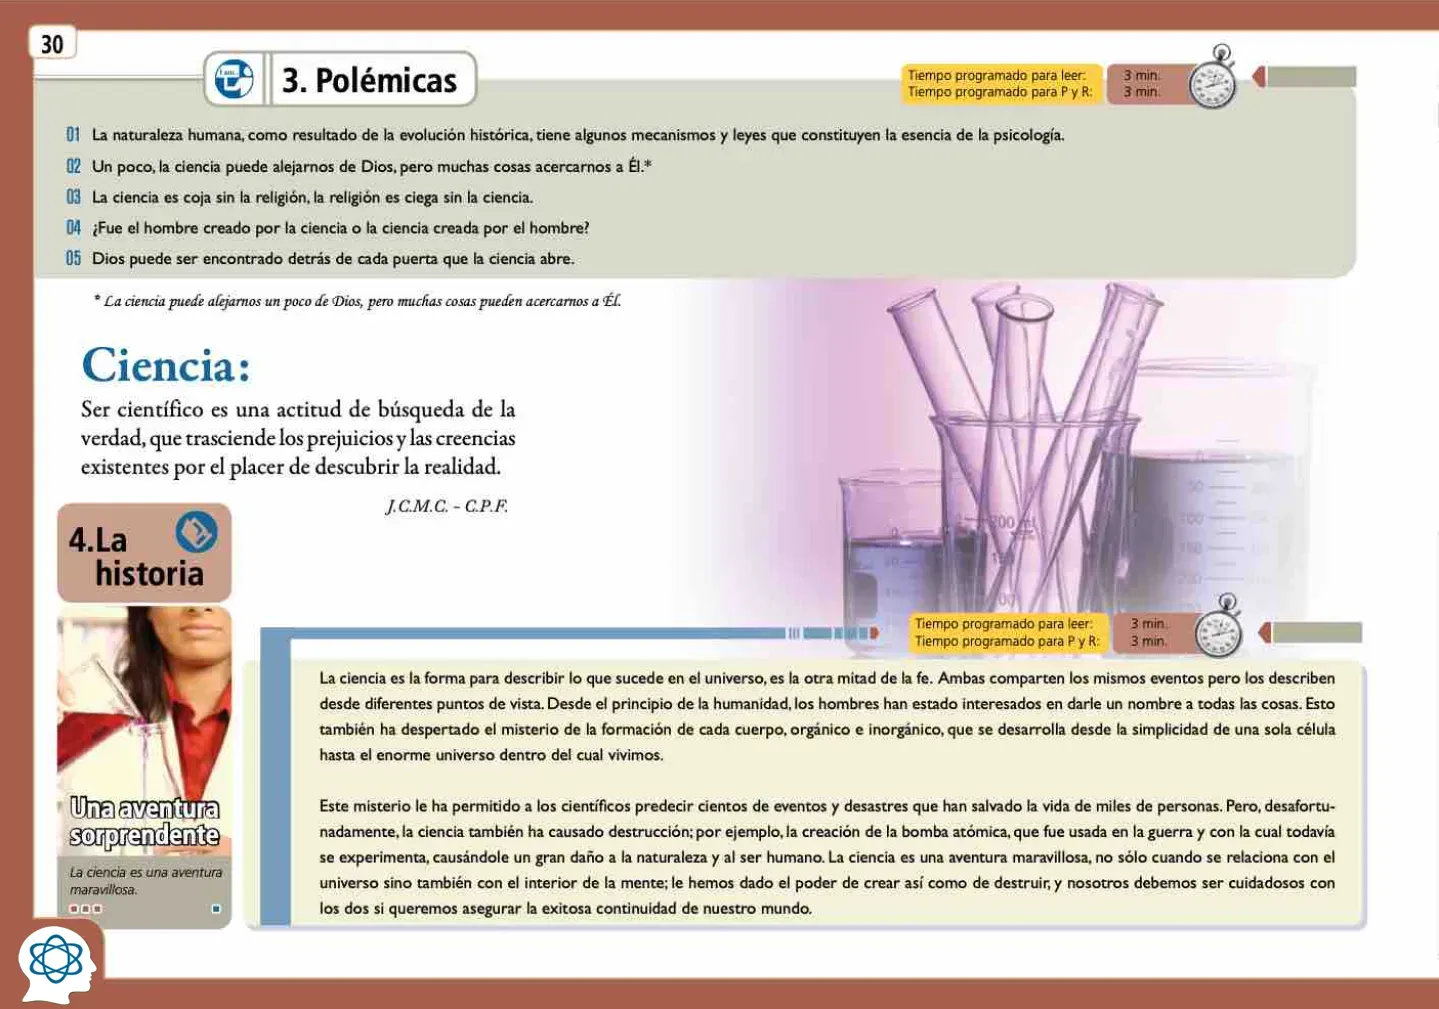 30
3. Polémicas
Tiempo programado para leer: 3 min.
Tiempo programado para P y R: 3 min.
01 La naturaleza humana, como resultado de la evolución histórica, tiene algunos mecanismos y leyes que constituyen la esencia de la psicología.
02 Un poco, la ciencia puede alejarnos de Dios, pero muchas cosas acercarnos a Él.*
03 La ciencia es coja sin la religión, la religión es ciega sin la ciencia.
04 ¿Fue el hombre creado por la ciencia o la ciencia creada por el hombre?
05 Dios puede ser encontrado detrás de cada puerta que la ciencia abre.
* La ciencia puede alejarnos un poco de Dios, pero muchas cosas pueden acercarnos a Él.
Ciencia:
Ser científico es una actitud de búsqueda de la
verdad, que trasciende los prejuicios y las creencias
existentes por el placer de descubrir la realidad.
J.C.M.C. - C.P.F.
4.La
historia
Una aventura
sorprendente
La ciencia es una aventura
maravillosa.
Tiempo programado para leer: 3 min.
Tiempo programado para P y R: 3 min.
La ciencia es la forma para describir lo que sucede en el universo, es la otra mitad de la fe. Ambas comparten los mismos eventos pero los describen
desde diferentes puntos de vista. Desde el principio de la humanidad, los hombres han estado interesados en darle un nombre a todas las cosas. Esto
también ha despertado el misterio de la formación de cada cuerpo, orgánico e inorgánico, que se desarrolla desde la simplicidad de una sola célula
hasta el enorme universo dentro del cual vivimos.
Este misterio le ha permitido a los científicos predecir cientos de eventos y desastres que han salvado la vida de miles de personas. Pero, desafortu-
nadamente, la ciencia también ha causado destrucción; por ejemplo, la creación de la bomba atómica, que fue usada en la guerra y con la cual todavía
se experimenta, causándole un gran daño a la naturaleza y al ser humano. La ciencia es una aventura maravillosa, no sólo cuando se relaciona con el
universo sino también con el interior de la mente; le hemos dado el poder de crear así como de destruir, y nosotros debemos ser cuidadosos con
los dos si queremos asegurar la exitosa continuidad de nuestro mundo.